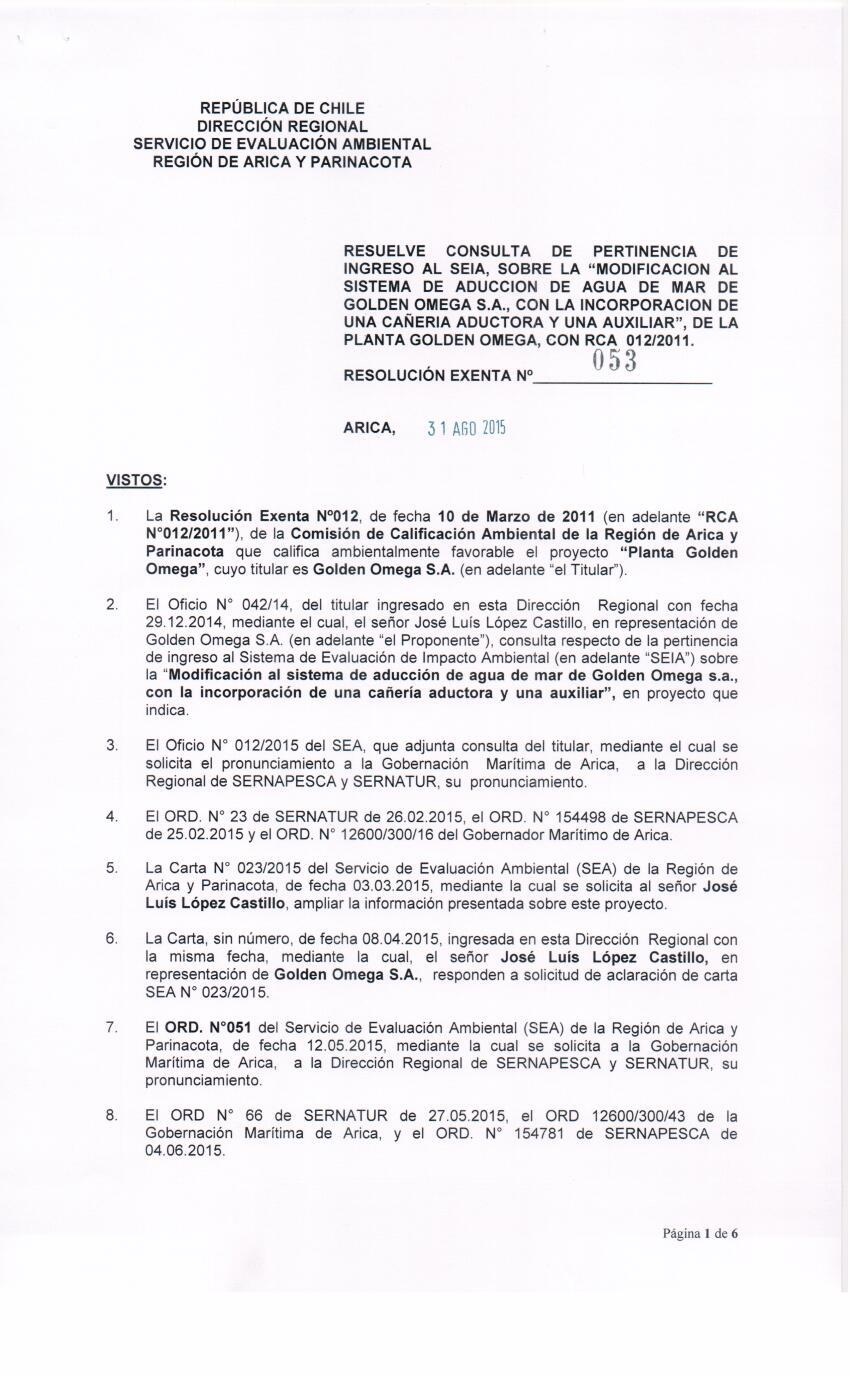 REPÚBLICA DE CHILE
DIRECCIÓN REGIONAL
SERVICIO DE EVALUACIÓN AMBIENTAL
REGIÓN DE ARICA Y PARINACOTA
RESUELVE CONSULTA DE PERTINENCIA DE
INGRESO AL SEIA, SOBRE LA “MODIFICACION AL
SISTEMA DE ADUCCION DE AGUA DE MAR DE
GOLDEN OMEGA S.A., CON LA INCORPORACION DE
UNA CAÑERIA ADUCTORA Y UNA AUXILIAR”, DE LA
PLANTA GOLDEN OMEGA, CON RCA 012/2011.
RESOLUCIÓN EXENTA Nº 053
ARICA, 31 AGO 2015
VISTOS:
1. La Resolución Exenta Nº012, de fecha 10 de Marzo de 2011 (en adelante “RCA
N°012/2011”), de la Comisión de Calificación Ambiental de la Región de Arica y
Parinacota que califica ambientalmente favorable el proyecto “Planta Golden
Omega”, cuyo titular es Golden Omega S.A. (en adelante “el Titular”).
2. El Oficio N° 042/14, del titular ingresado en esta Dirección Regional con fecha
29.12.2014, mediante el cual, el señor José Luís López Castillo, en representación de
Golden Omega S.A. (en adelante “el Proponente”), consulta respecto de la pertinencia
de ingreso al Sistema de Evaluación de Impacto Ambiental (en adelante “SEIA”) sobre
la “Modificación al sistema de aducción de agua de mar de Golden Omega s.a.,
con la incorporación de una cañería aductora y una auxiliar”, en proyecto que
indica.
3. El Oficio N° 012/2015 del SEA, que adjunta consulta del titular, mediante el cual se
solicita el pronunciamiento a la Gobernación Marítima de Arica, a la Dirección
Regional de SERNAPESCA y SERNATUR, su pronunciamiento.
4. El ORD. N° 23 de SERNATUR de 26.02.2015, el ORD. N° 154498 de SERNAPESCA
de 25.02.2015 y el ORD. N° 12600/300/16 del Gobernador Marítimo de Arica.
5. La Carta N° 023/2015 del Servicio de Evaluación Ambiental (SEA) de la Región de
Arica y Parinacota, de fecha 03.03.2015, mediante la cual se solicita al señor José
Luís López Castillo, ampliar la información presentada sobre este proyecto.
6. La Carta, sin número, de fecha 08.04.2015, ingresada en esta Dirección Regional con
la misma fecha, mediante la cual, el señor José Luís López Castillo, en
representación de Golden Omega S.A., responden a solicitud de aclaración de carta
SEA N° 023/2015.
7. El ORD. N°051 del Servicio de Evaluación Ambiental (SEA) de la Región de Arica y
Parinacota, de fecha 12.05.2015, mediante la cual se solicita a la Gobernación
Marítima de Arica, a la Dirección Regional de SERNAPESCA y SERNATUR, su
pronunciamiento.
8. El ORD N° 66 de SERNATUR de 27.05.2015, el ORD 12600/300/43 de la
Gobernación Marítima de Arica, y el ORD. N° 154781 de SERNAPESCA de
04.06.2015.
Página 1 de 6